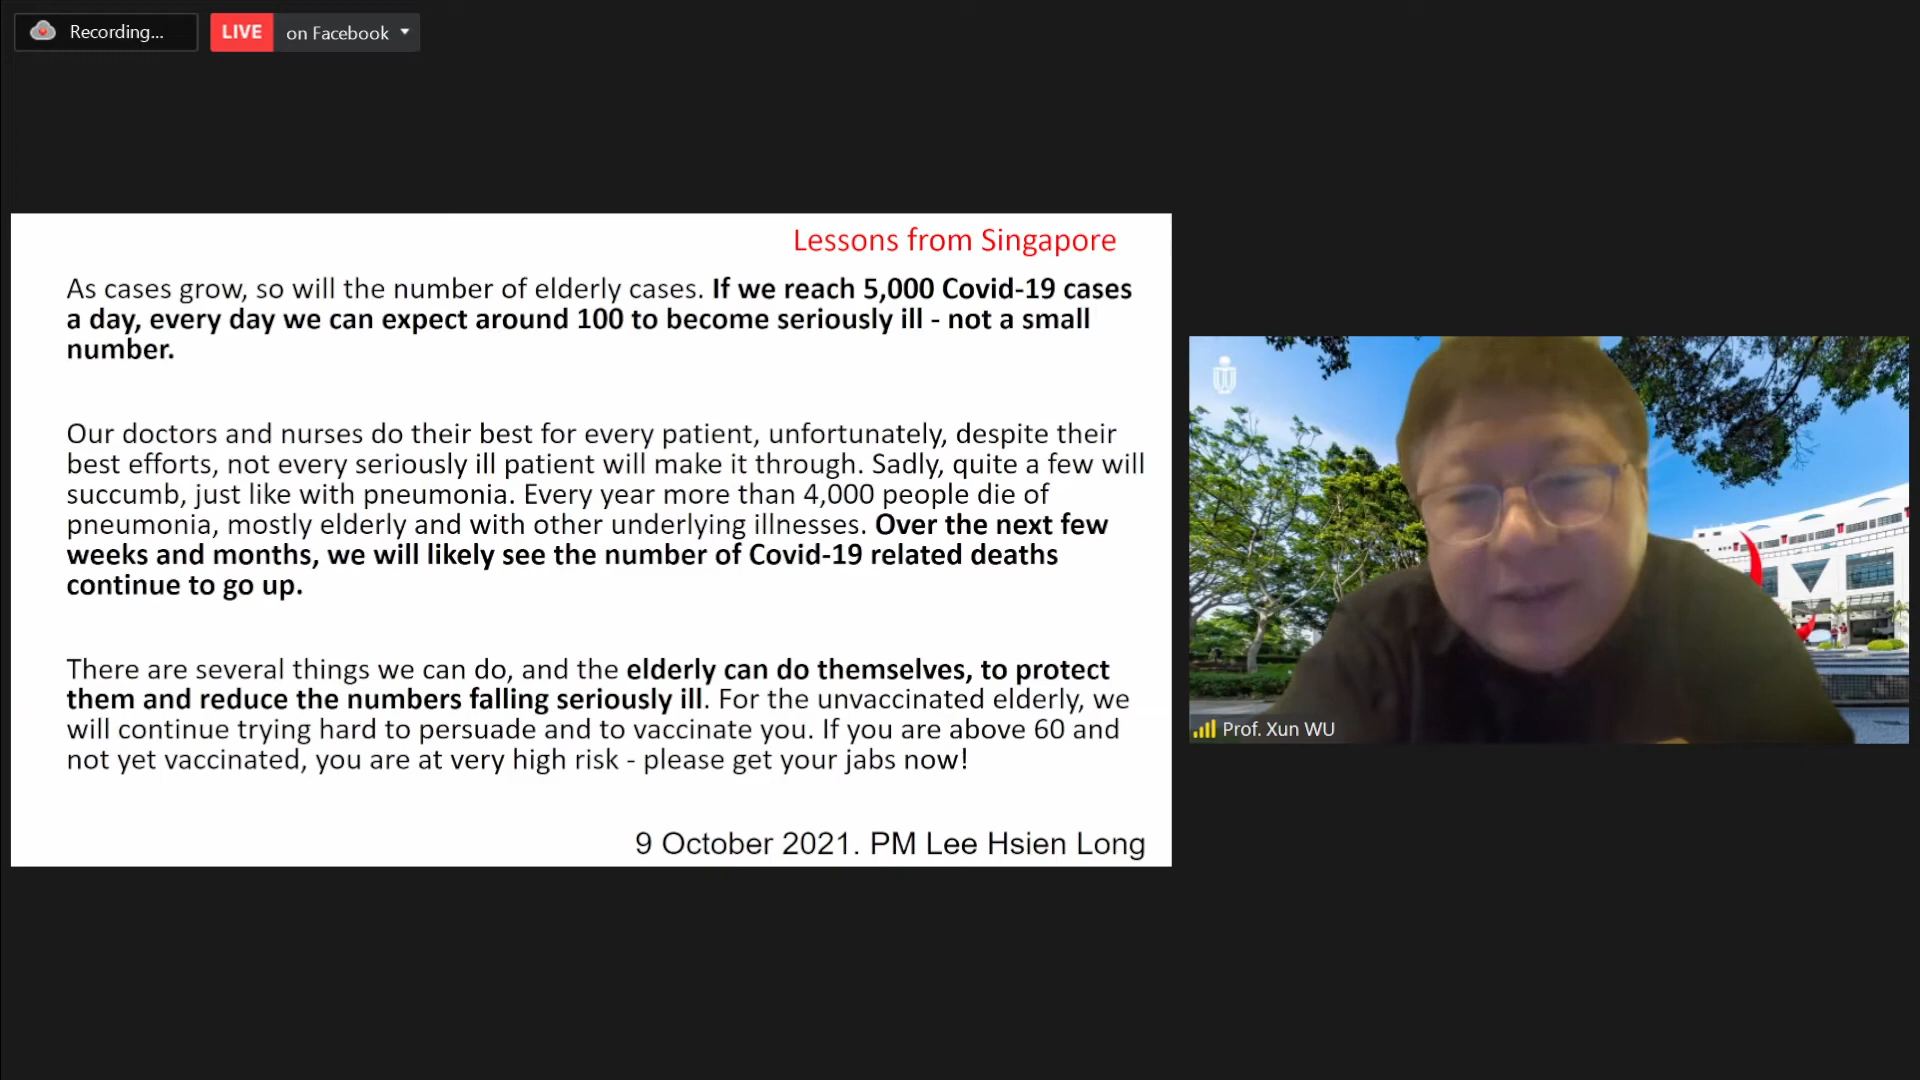 Recording...
LIVE on Facebook
Lessons from Singapore
As cases grow, so will the number of elderly cases. If we reach 5,000 Covid-19 cases
a day, every day we can expect around 100 to become seriously ill - not a small
number.
Our doctors and nurses do their best for every patient, unfortunately, despite their
best efforts, not every seriously ill patient will make it through. Sadly, quite a few will
succumb, just like with pneumonia. Every year more than 4,000 people die of
pneumonia, mostly elderly and with other underlying illnesses. Over the next few
weeks and months, we will likely see the number of Covid-19 related deaths
continue to go up.
There are several things we can do, and the elderly can do themselves, to protect
them and reduce the numbers falling seriously ill. For the unvaccinated elderly, we
will continue trying hard to persuade and to vaccinate you. If you are above 60 and
not yet vaccinated, you are at very high risk - please get your jabs now!
9 October 2021. PM Lee Hsien Long
Prof. Xun WU